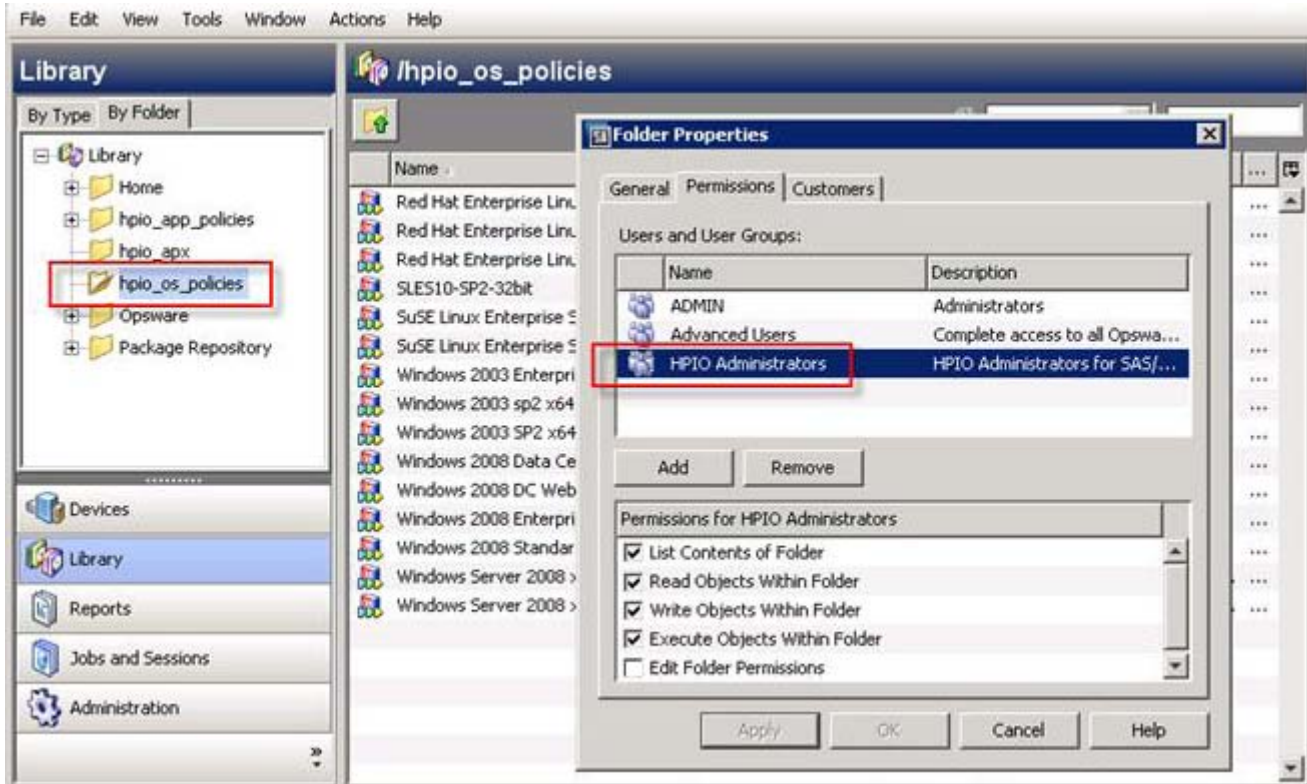 File Edit View Tools Window Actions Help
Library
By Type By Folder
Library
Home
hpio_app_policies
hpio_apx
hpio_os_policies
Opsware
Package Repository
Devices
Library
Reports
Jobs and Sessions
Administration
/hpio_os_policies
Name
Red Hat Enterprise Linu
Red Hat Enterprise Linu
Red Hat Enterprise Linu
SLES10-SP2-32bit
SuSE Linux Enterprise S
SuSE Linux Enterprise S
Windows 2003 Enterpri
Windows 2003 sp2 x64
Windows 2003 SP2 x64
Windows 2008 Data Ce
Windows 2008 DC Web
Windows 2008 Enterpri
Windows 2008 Standar
Windows Server 2008
Windows Server 2008
Folder Properties
General Permissions Customers
Users and User Groups:
Name Description
ADMIN Administrators
Advanced Users Complete access to all Opswa...
HPIO Administrators HPIO Administrators for SAS/...
Add Remove
Permissions for HPIO Administrators
List Contents of Folder
Read Objects Within Folder
Write Objects Within Folder
Execute Objects Within Folder
Edit Folder Permissions
Apply OK Cancel Help